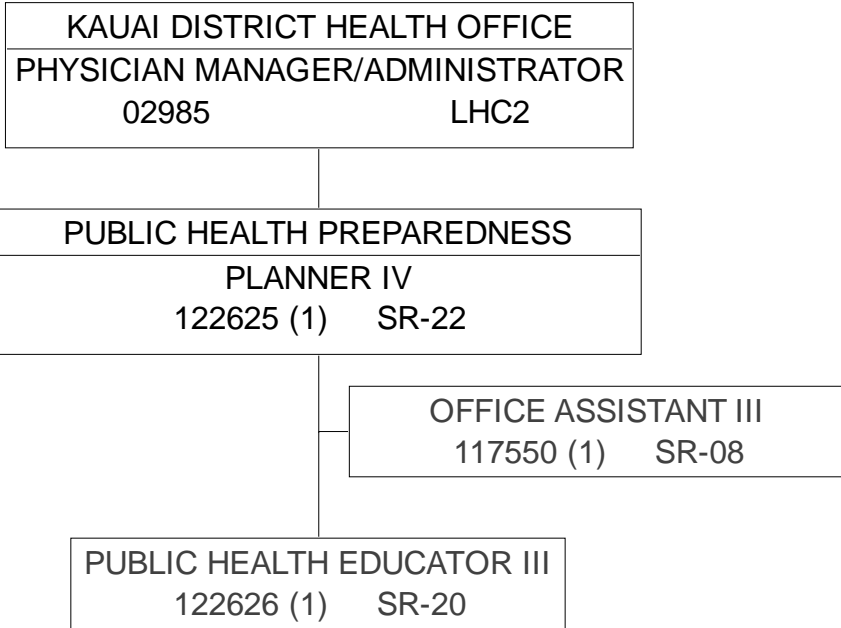 KAUAI DISTRICT HEALTH OFFICE
PHYSICIAN MANAGER/ADMINISTRATOR
02985 LHC2
PUBLIC HEALTH PREPAREDNESS
PLANNER IV
122625 (1) SR-22
OFFICE ASSISTANT III
117550 (1) SR-08
PUBLIC HEALTH EDUCATOR III
122626 (1) SR-20